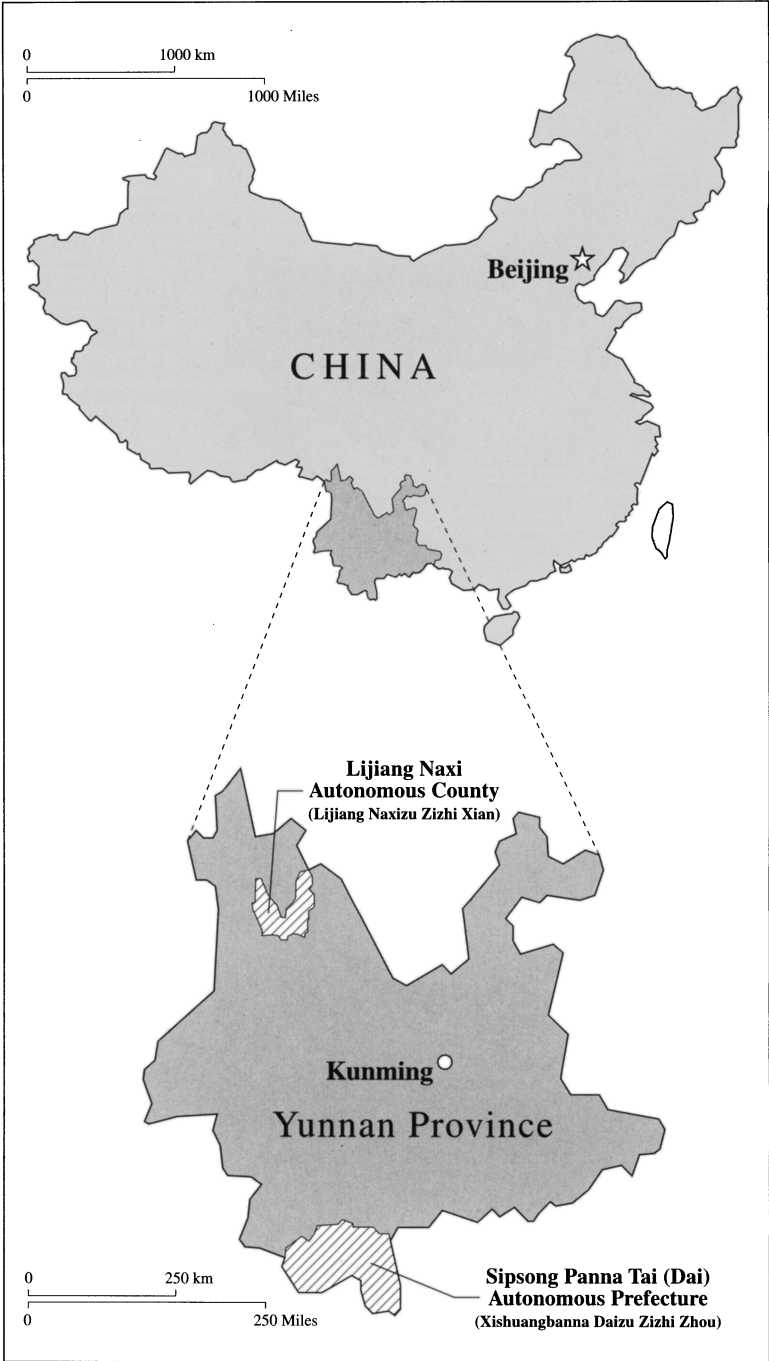 0 1000 km
0 1000 Miles
Beijing
CHINA
Lijiang Naxi
Autonomous County
(Lijiang Naxizu Zizhi Xian)
Kunming
Yunnan Province
0 250 km
0 250 Miles
Sipsong Panna Tai (Dai)
Autonomous Prefecture
(Xishuangbanna Daizu Zizhi Zhou)